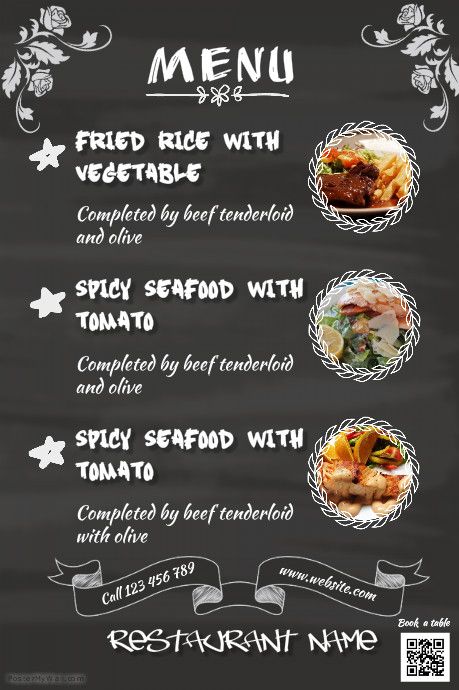 MENU
FRIED RICE WITH
VEGETABLE
Completed by beef tenderloid
and olive
SPICY SEAFOOD WITH
TOMATO
Completed by beef tenderloid
and olive
SPICY SEAFOOD WITH
TOMATO
Completed by beef tenderloid
with olive
Call 123 456 789
www.website.com
RESTAURANT NAME
Book a table
PosterMyWall.com